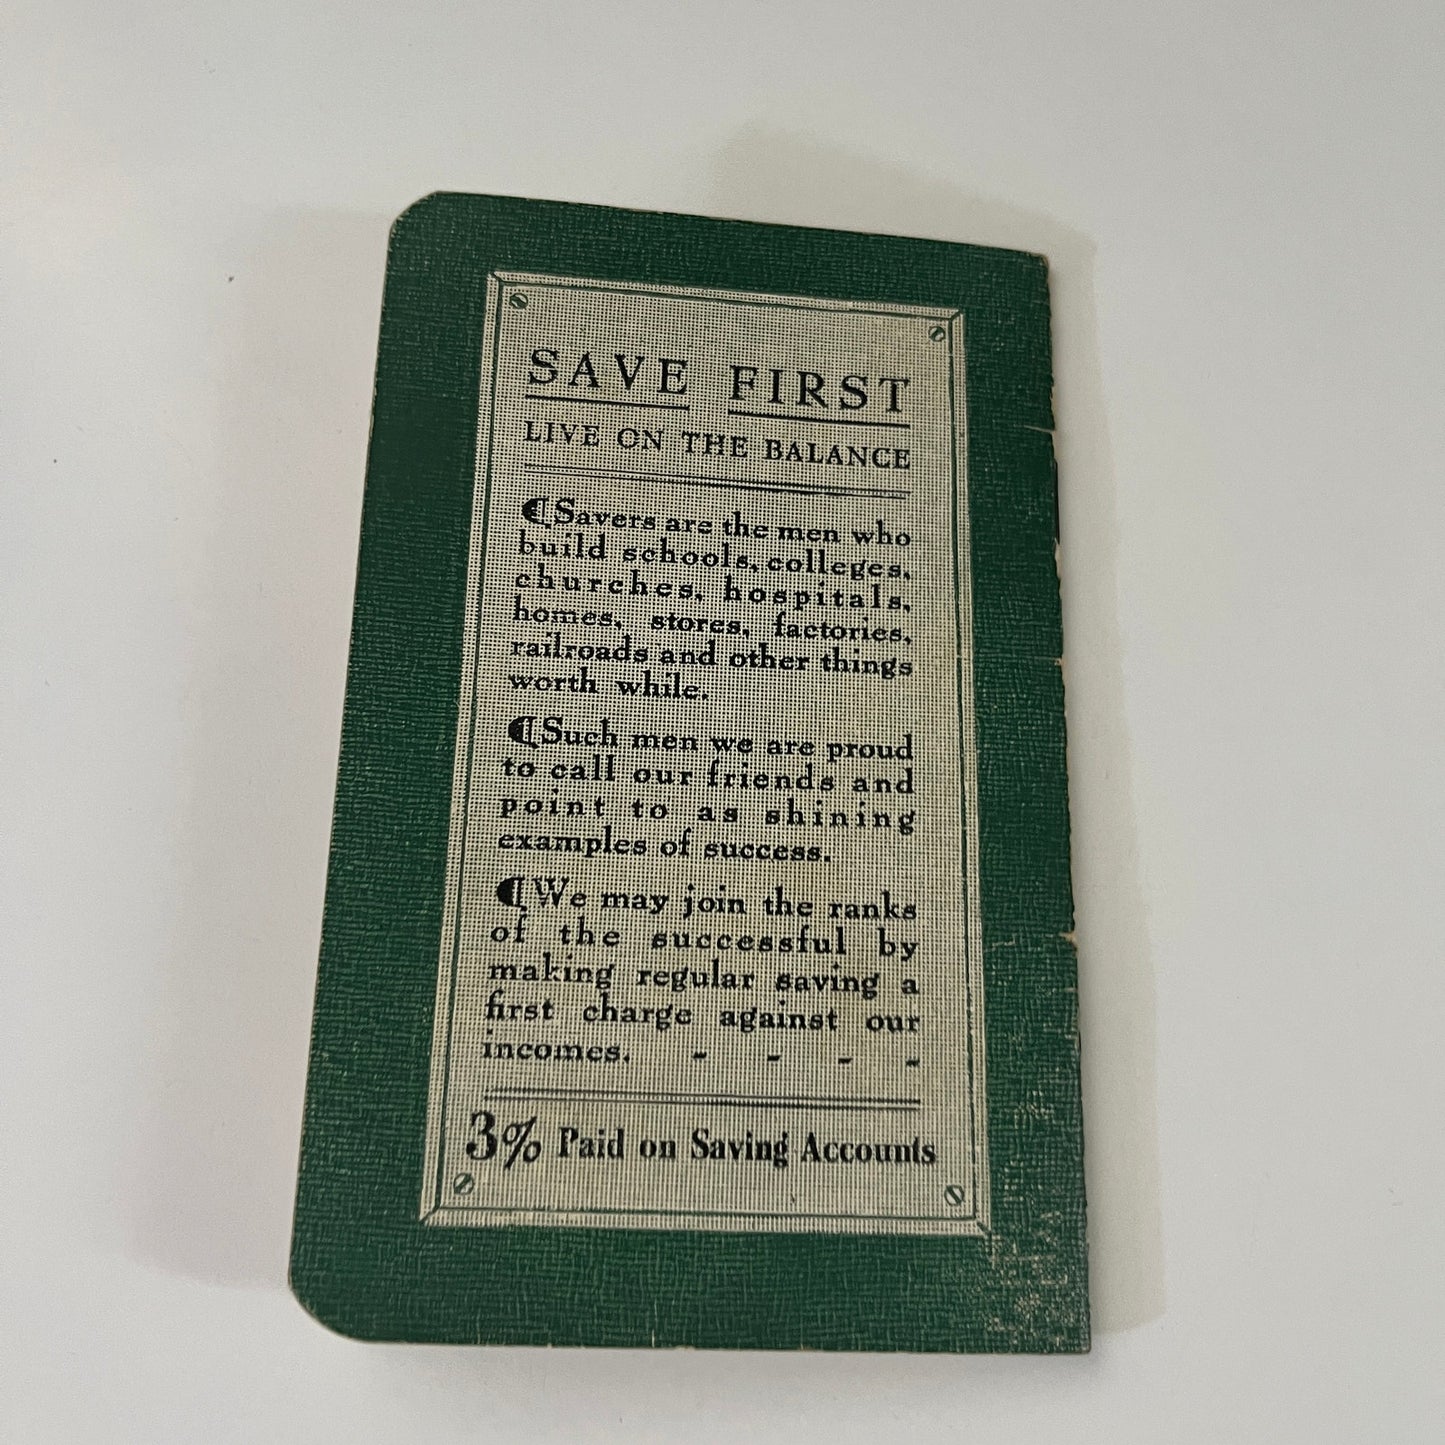 SAVE FIRST
LIVE ON THE BALANCE
¶Savers are the men who
build schools, colleges,
churches, hospitals,
homes, stores, factories,
railroads and other things
worth while.
¶Such men we are proud
to call our friends and
point to as shining
examples of success.
¶We may join the ranks
of the successful by
making regular saving a
first charge against our
incomes. - - - -
3% Paid on Saving Accounts